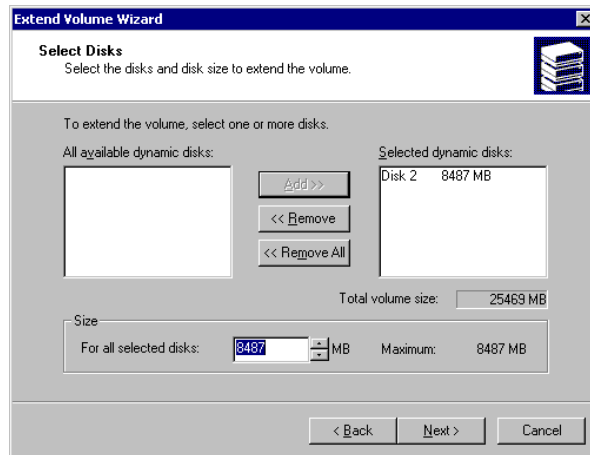 Extend Volume Wizard
Select Disks
Select the disks and disk size to extend the volume.
To extend the volume, select one or more disks.
All available dynamic disks:
Selected dynamic disks:
Disk 2 8487 MB
Add >>
<< Remove
<< Remove All
Total volume size: 25469 MB
Size
For all selected disks: 8487 MB Maximum: 8487 MB
< Back Next > Cancel